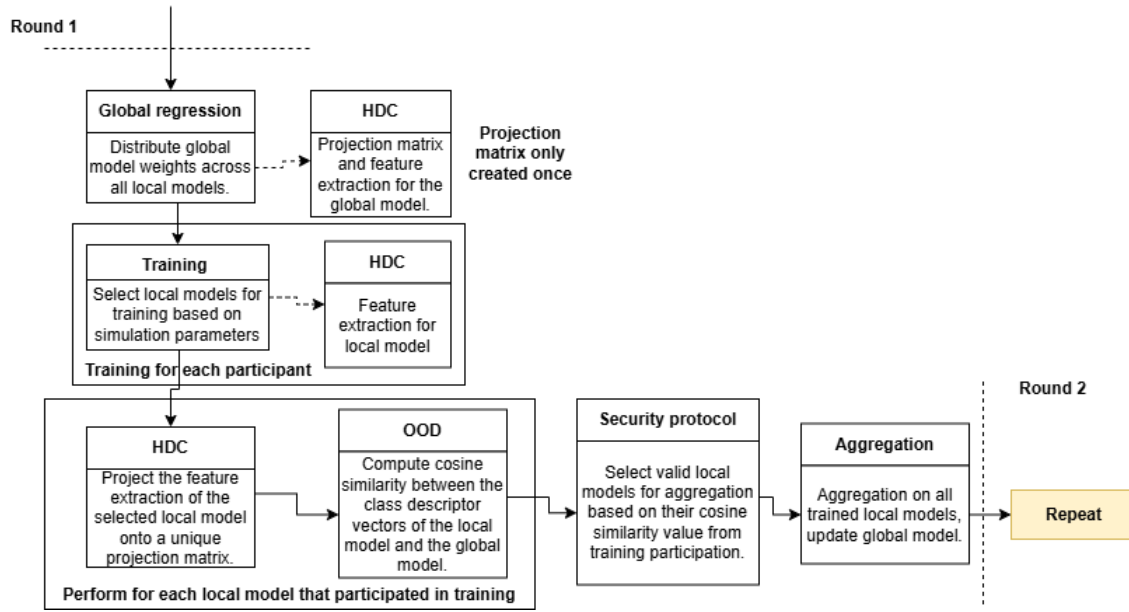 Round 1
Global regression
Distribute global
model weights across
all local models.
HDC
Projection matrix
and feature
extraction for the
global model.
Projection
matrix only
created once
Training
Select local models for
training based on
simulation parameters
HDC
Feature
extraction for
local model
Training for each participant
HDC
Project the feature
extraction of the
selected local model
onto a unique
projection matrix.
OOD
Compute cosine
similarity between the
class descriptor
vectors of the local
model and the global
model.
Perform for each local model that participated in training
Security protocol
Select valid local
models for aggregation
based on their cosine
similarity value from
training participation.
Aggregation
Aggregation on all
trained local models,
update global model.
Round 2
Repeat